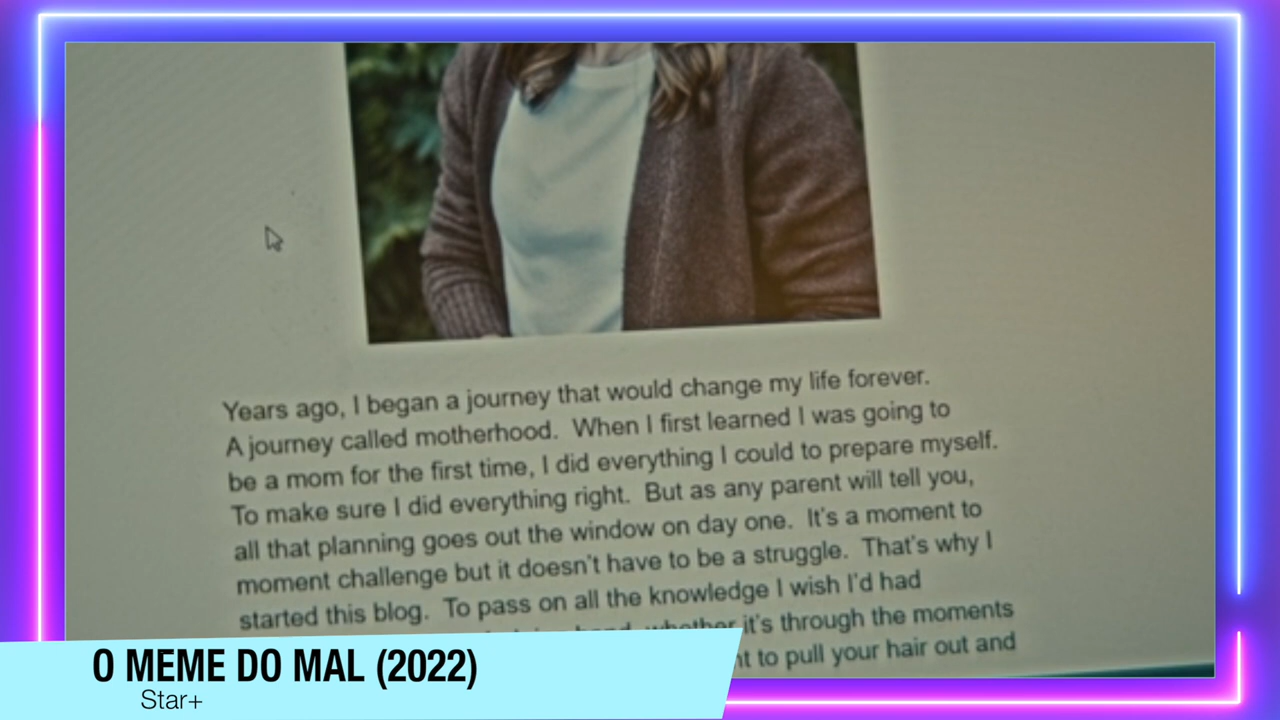 Years ago, I began a journey that would change my life forever.
A journey called motherhood. When I first learned I was going to
be a mom for the first time, I did everything I could to prepare myself.
To make sure I did everything right. But as any parent will tell you,
all that planning goes out the window on day one. It's a moment to
moment challenge but it doesn't have to be a struggle. That's why I
started this blog. To pass on all the knowledge I wish I'd had
whether it's through the moments
to pull your hair out and
O MEME DO MAL (2022)
Star+